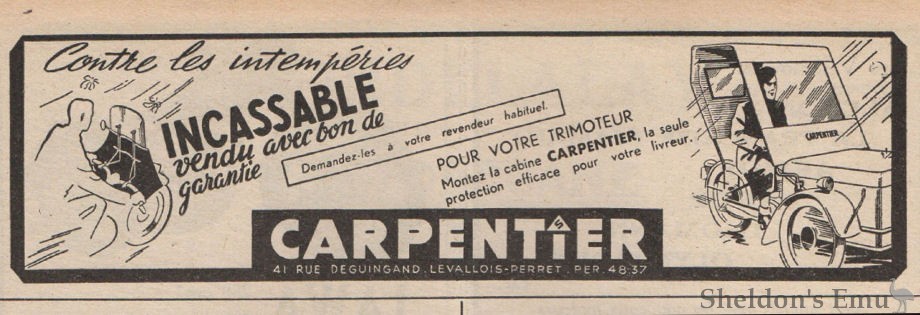 Contre les intempéries
INCASSABLE
vendu avec bon de
garantie
Demandez-les à votre revendeur habituel.
POUR VOTRE TRIMOTEUR
Montez la cabine CARPENTIER, la seule
protection efficace pour votre livreur.
CARPENTIER
CARPENTIER
41 RUE DEGUINGAND. LEVALLOIS-PERRET. PER. 48-37
Sheldon's Emu